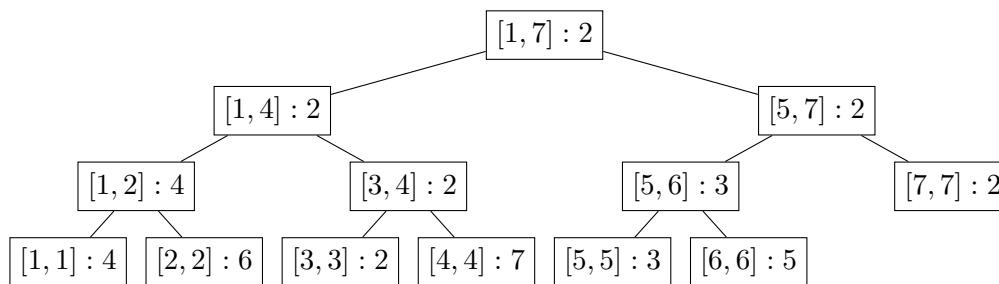 [1, 7] : 2
[1, 4] : 2 [5, 7] : 2
[1, 2] : 4 [3, 4] : 2 [5, 6] : 3 [7, 7] : 2
[1, 1] : 4 [2, 2] : 6 [3, 3] : 2 [4, 4] : 7 [5, 5] : 3 [6, 6] : 5